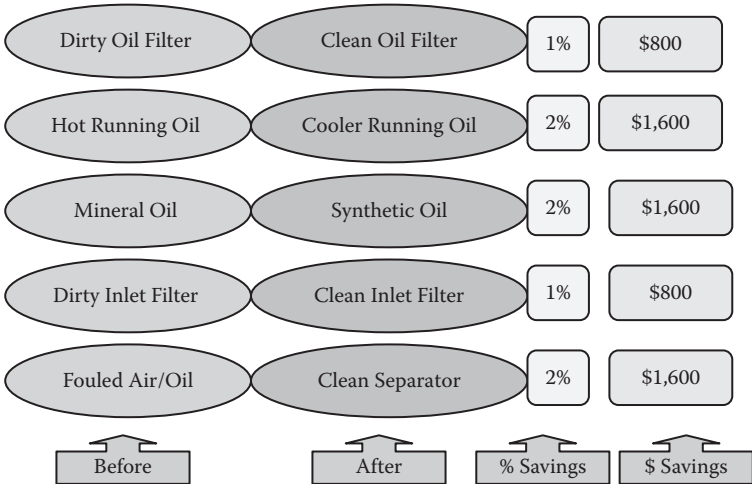 Dirty Oil Filter Clean Oil Filter 1% $800
Hot Running Oil Cooler Running Oil 2% $1,600
Mineral Oil Synthetic Oil 2% $1,600
Dirty Inlet Filter Clean Inlet Filter 1% $800
Fouled Air/Oil Clean Separator 2% $1,600
Before After % Savings $ Savings